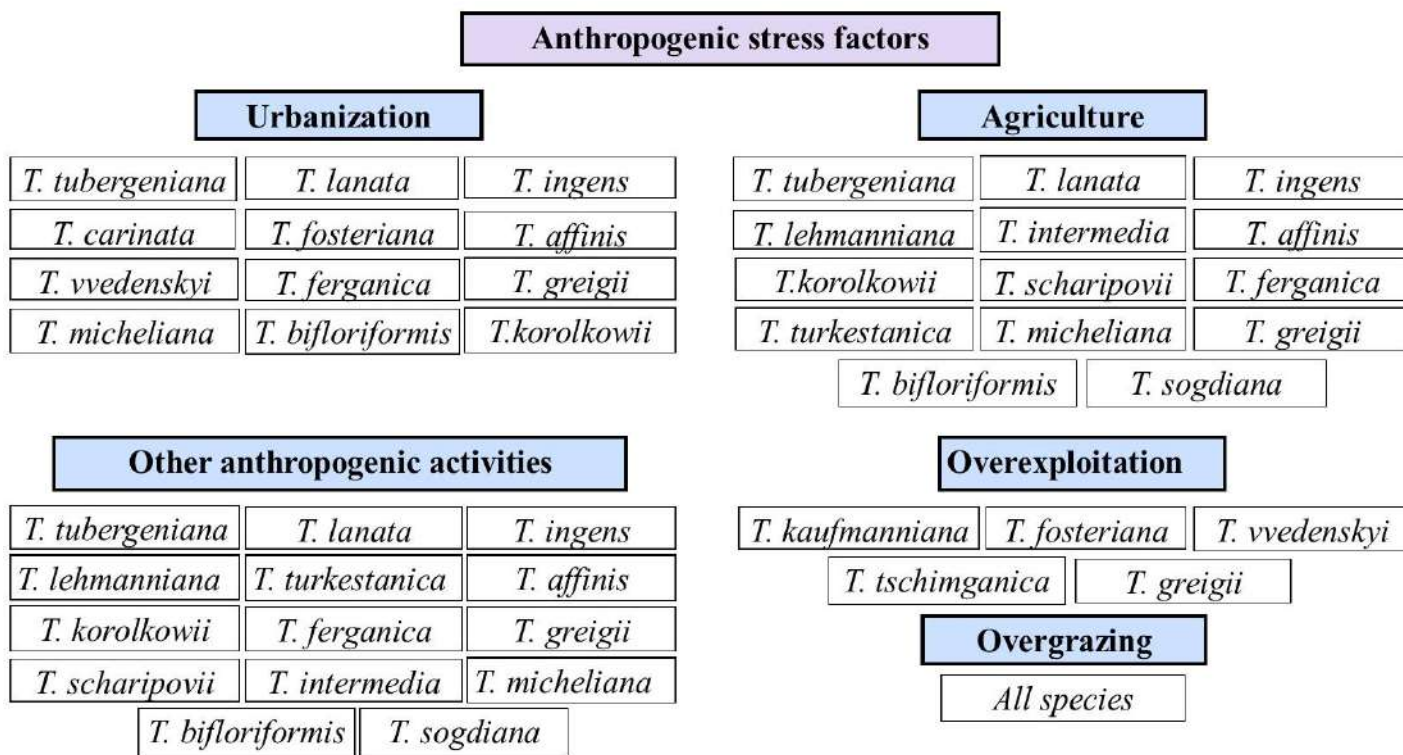 Anthropogenic stress factors
Urbanization
T. tubergeniana T. lanata T. ingens
T. carinata T. fosteriana T. affinis
T. vvedenskyi T. ferganica T. greigii
T. micheliana T. bifloriformis T.korolkowii
Agriculture
T. tubergeniana T. lanata T. ingens
T. lehmanniana T. intermedia T. affinis
T.korolkowii T. scharipovii T. ferganica
T. turkestanica T. micheliana T. greigii
T. bifloriformis T. sogdiana
Other anthropogenic activities
T. tubergeniana T. lanata T. ingens
T. lehmanniana T. turkestanica T. affinis
T. korolkowii T. ferganica T. greigii
T. scharipovii T. intermedia T. micheliana
T. bifloriformis T. sogdiana
Overexploitation
T. kaufmanniana T. fosteriana T. vvedenskyi
T. tschimganica T. greigii
Overgrazing
All species